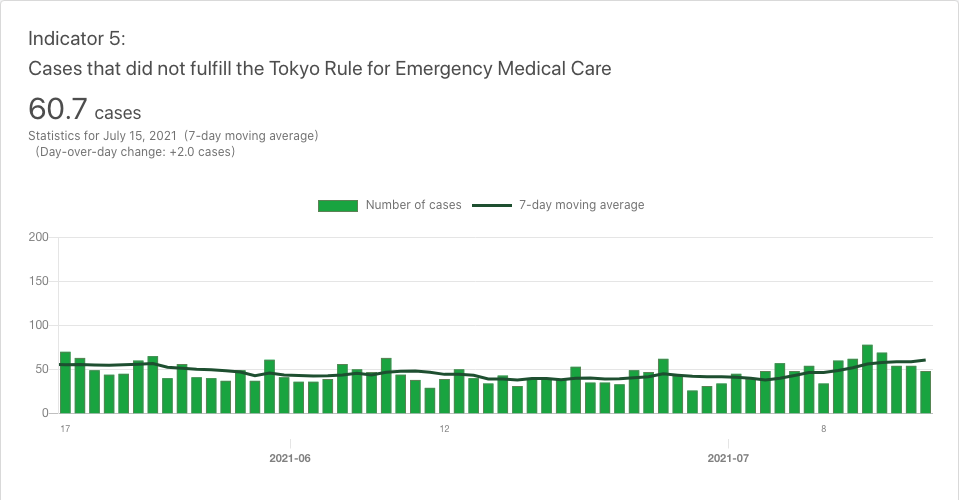 Indicator 5:
Cases that did not fulfill the Tokyo Rule for Emergency Medical Care
60.7 cases
Statistics for July 15, 2021 (7-day moving average)
(Day-over-day change: +2.0 cases)
Number of cases 7-day moving average
200
150
100
50
0
17 12 8
2021-06 2021-07